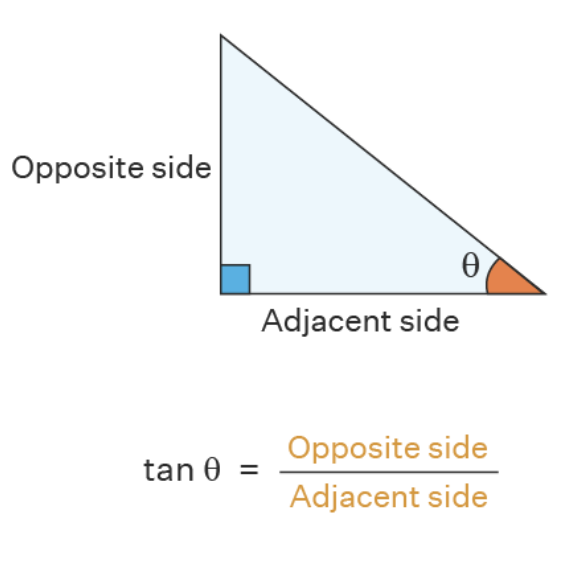 Opposite side
θ
Adjacent side
tan θ = Opposite side
Adjacent side